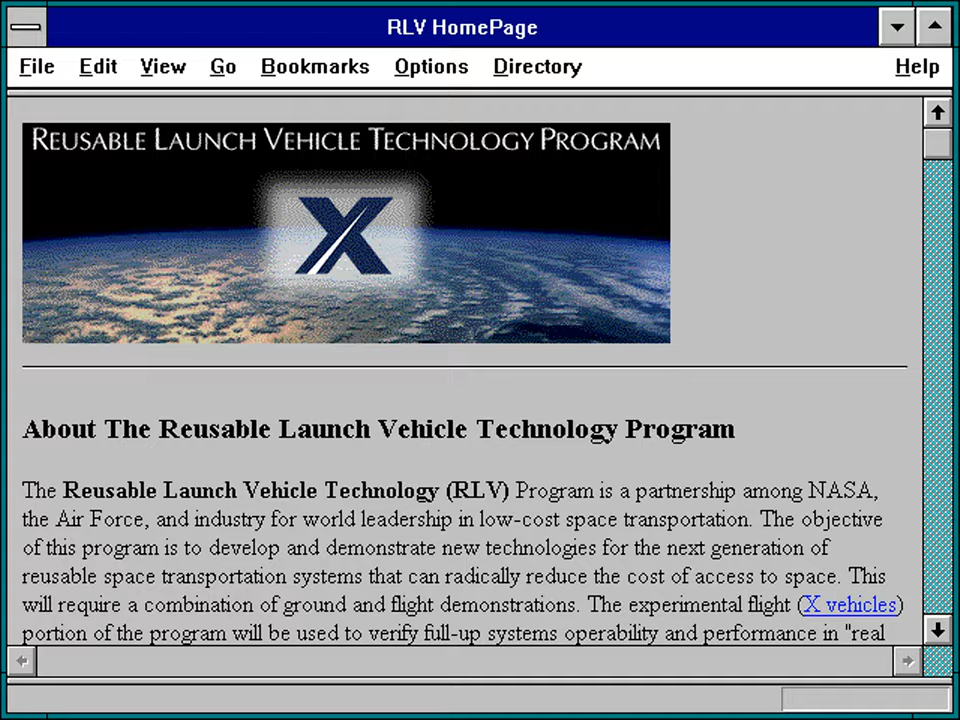 RLV HomePage
File Edit View Go Bookmarks Options Directory Help
REUSABLE LAUNCH VEHICLE TECHNOLOGY PROGRAM
X
About The Reusable Launch Vehicle Technology Program
The Reusable Launch Vehicle Technology (RLV) Program is a partnership among NASA,
the Air Force, and industry for world leadership in low-cost space transportation. The objective
of this program is to develop and demonstrate new technologies for the next generation of
reusable space transportation systems that can radically reduce the cost of access to space. This
will require a combination of ground and flight demonstrations. The experimental flight (X vehicles)
portion of the program will be used to verify full-up systems operability and performance in "real